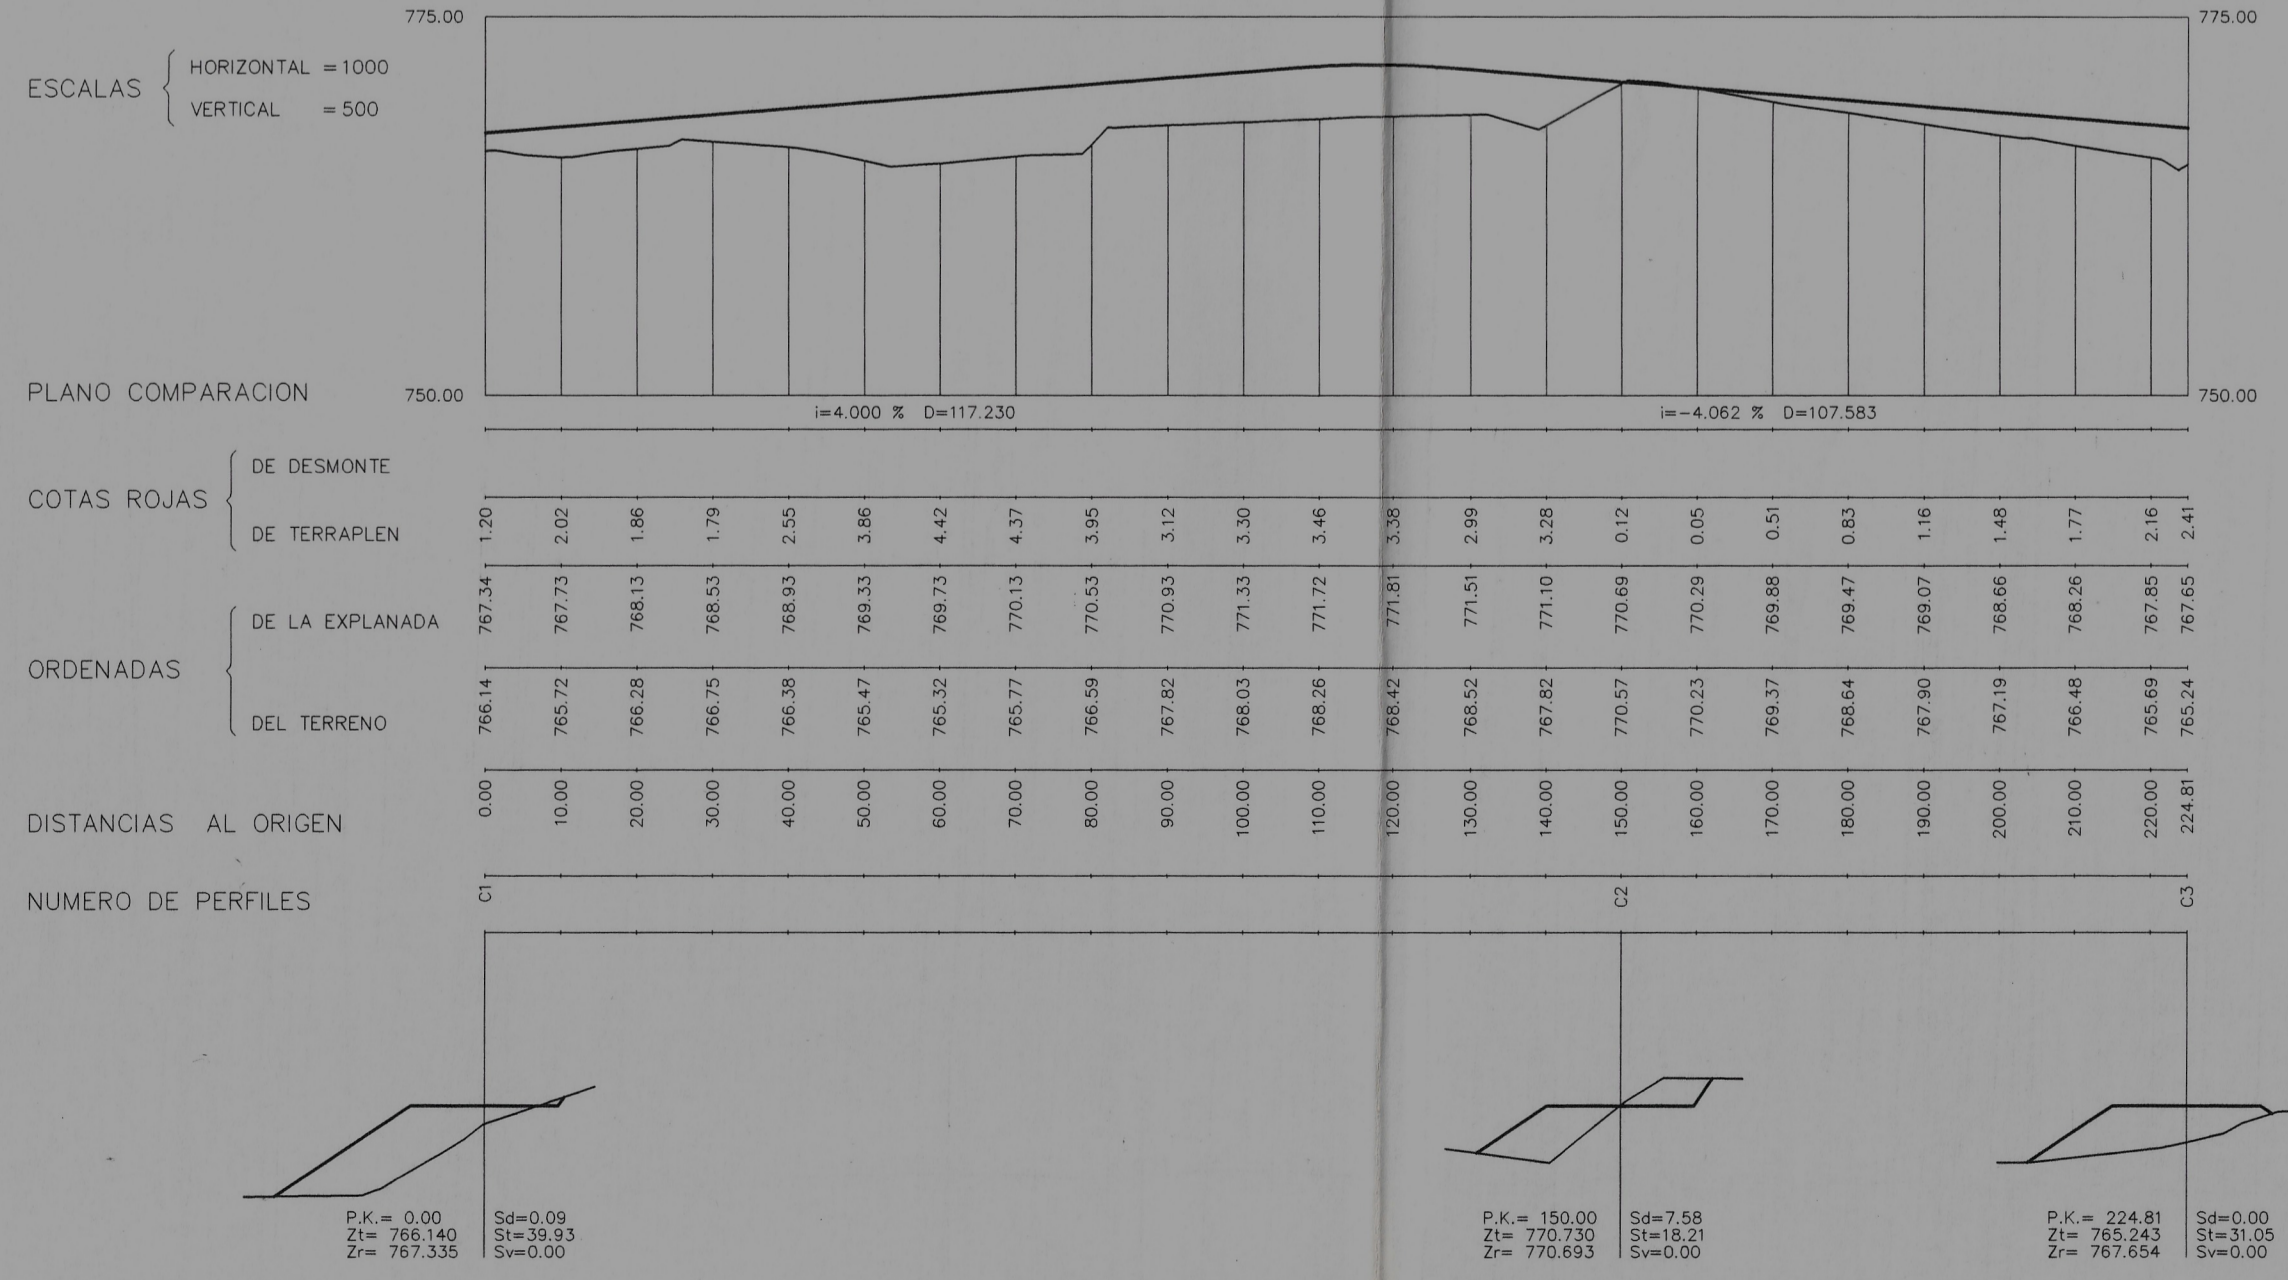 775.00 775.00
ESCALAS
HORIZONTAL = 1000
VERTICAL = 500
PLANO COMPARACION 750.00 750.00
i=4.000 % D=117.230 i=-4.062 % D=107.583
COTAS ROJAS
DE DESMONTE
DE TERRAPLEN
1.20 2.02 1.86 1.79 2.55 3.86 4.42 4.37 3.95 3.12 3.30 3.46 3.38 2.99 3.28 0.12 0.05 0.51 0.83 1.16 1.48 1.77 2.16 2.41
ORDENADAS
DE LA EXPLANADA
767.34 767.73 768.13 768.53 768.93 769.33 769.73 770.13 770.53 770.93 771.33 771.72 771.81 771.51 771.10 770.69 770.29 769.88 769.47 769.07 768.66 768.26 767.85 767.65
DEL TERRENO
766.14 765.72 766.28 766.75 766.38 765.47 765.32 765.77 766.59 767.82 768.03 768.26 768.42 768.52 767.82 770.57 770.23 769.37 768.64 767.90 767.19 766.48 765.69 765.24
DISTANCIAS AL ORIGEN
0.00 10.00 20.00 30.00 40.00 50.00 60.00 70.00 80.00 90.00 100.00 110.00 120.00 130.00 140.00 150.00 160.00 170.00 180.00 190.00 200.00 210.00 220.00 224.81
NUMERO DE PERFILES
C1 C2 C3
P.K.= 0.00 Sd=0.09
Zt= 766.140 St=39.93
Zr= 767.335 Sv=0.00
P.K.= 150.00 Sd=7.58
Zt= 770.730 St=18.21
Zr= 770.693 Sv=0.00
P.K.= 224.81 Sd=0.00
Zt= 765.243 St=31.05
Zr= 767.654 Sv=0.00